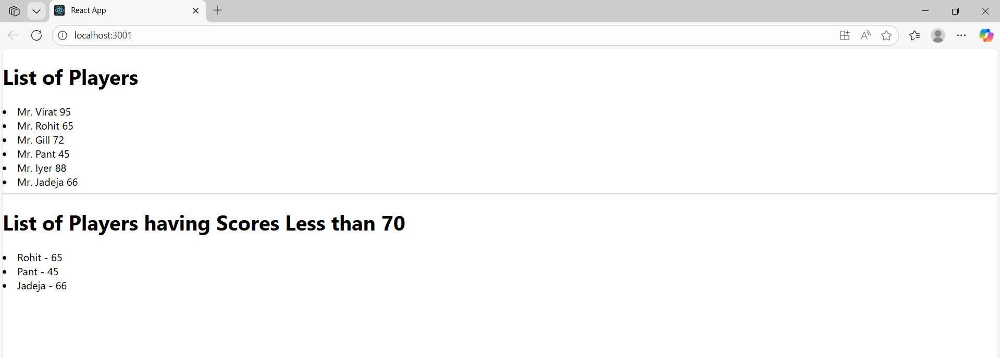 React App
localhost:3001
List of Players
Mr. Virat 95
Mr. Rohit 65
Mr. Gill 72
Mr. Pant 45
Mr. Iyer 88
Mr. Jadeja 66
List of Players having Scores Less than 70
Rohit - 65
Pant - 45
Jadeja - 66